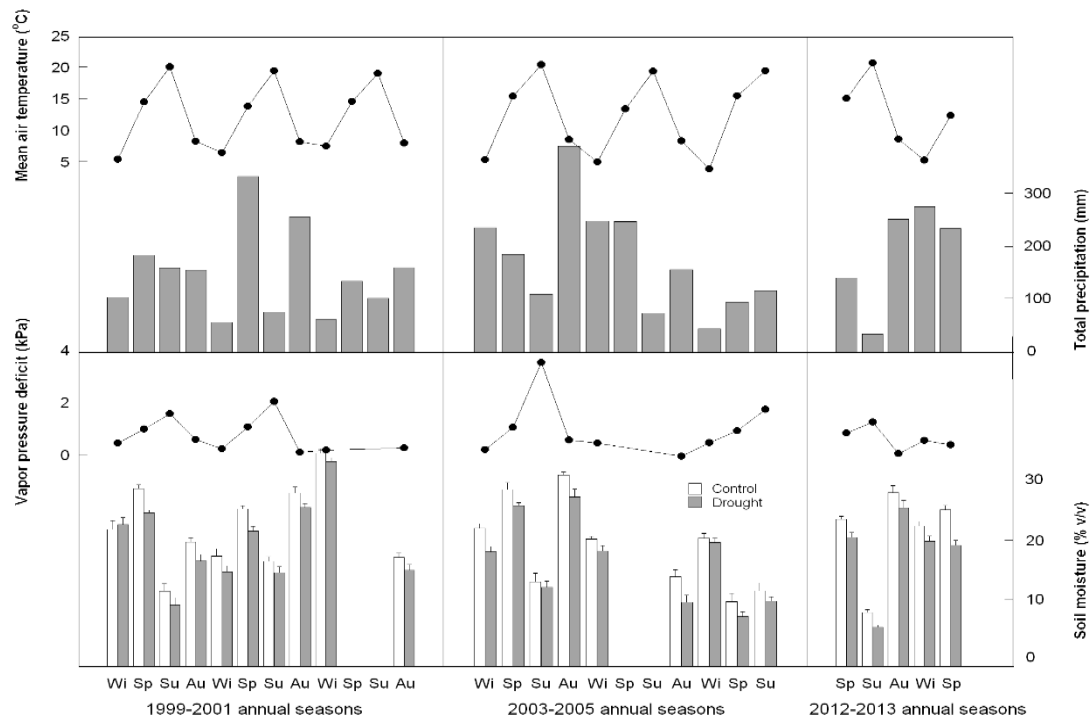 Mean air temperature (°C)
25
20
15
10
5
Total precipitation (mm)
300
200
100
0
Vapor pressure deficit (kPa)
4
2
0
Control
Drought
Soil moisture (% v/v)
30
20
10
0
Wi Sp Su Au Wi Sp Su Au Wi Sp Su Au
Wi Sp Su Au Wi Sp Su Au Wi Sp Su
Sp Su Au Wi Sp
1999-2001 annual seasons
2003-2005 annual seasons
2012-2013 annual seasons